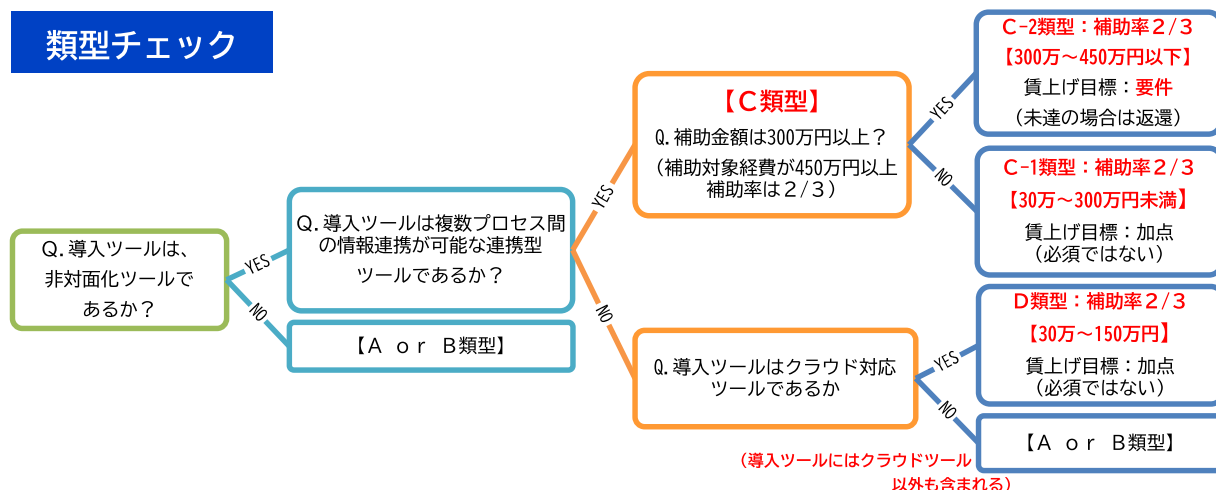 類型チェック
Q.導入ツールは、
非対面化ツールで
あるか？
YES
NO
Q.導入ツールは複数プロセス間
の情報連携が可能な連携型
ツールであるか？
【A or B類型】
YES
NO
【C類型】
Q.補助金額は300万円以上？
（補助対象経費が450万円以上
補助率は２/３）
YES
NO
C-2類型：補助率２/３
【300万～450万円以下】
賃上げ目標：要件
（未達の場合は返還）
C-1類型：補助率２/３
【30万～300万円未満】
賃上げ目標：加点
（必須ではない）
Q.導入ツールはクラウド対応
ツールであるか
YES
NO
D類型：補助率２/３
【30万～150万円】
賃上げ目標：加点
（必須ではない）
【A or B類型】
（導入ツールにはクラウドツール
以外も含まれる）